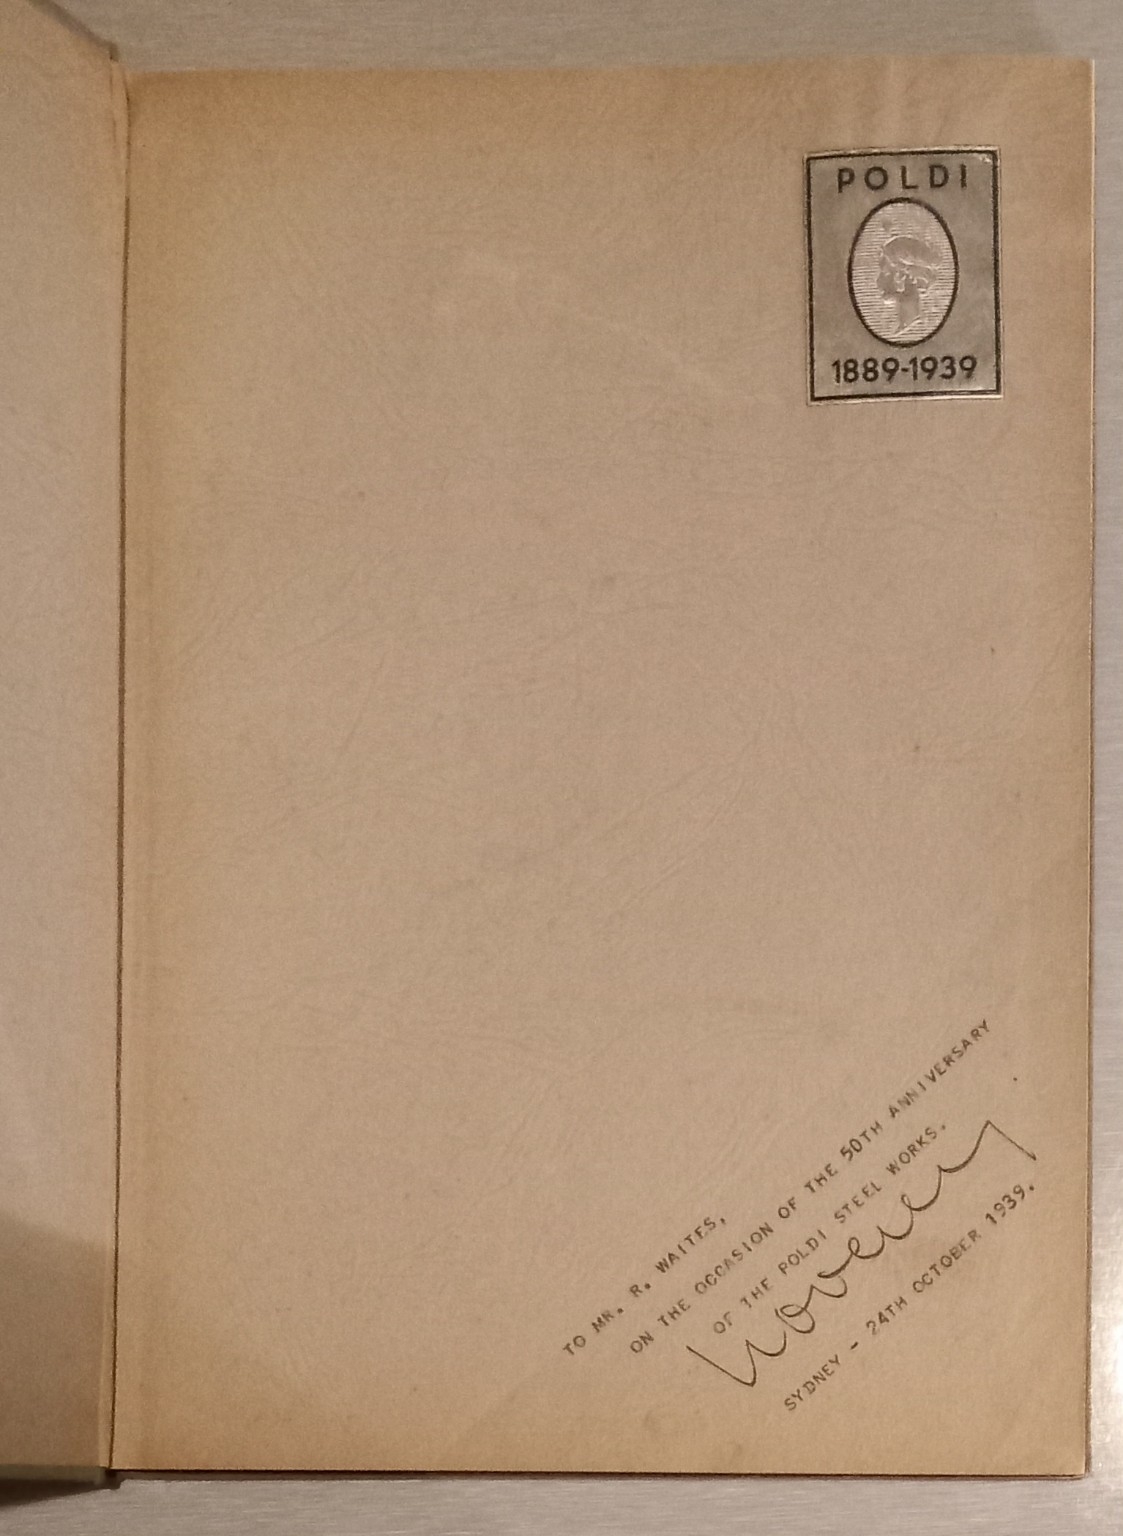 POLDI
1889-1939
TO MR. R. WAITES,
ON THE OCCASION OF THE 50TH ANNIVERSARY
OF THE POLDI STEEL WORKS.
SYDNEY - 24TH OCTOBER 1939.